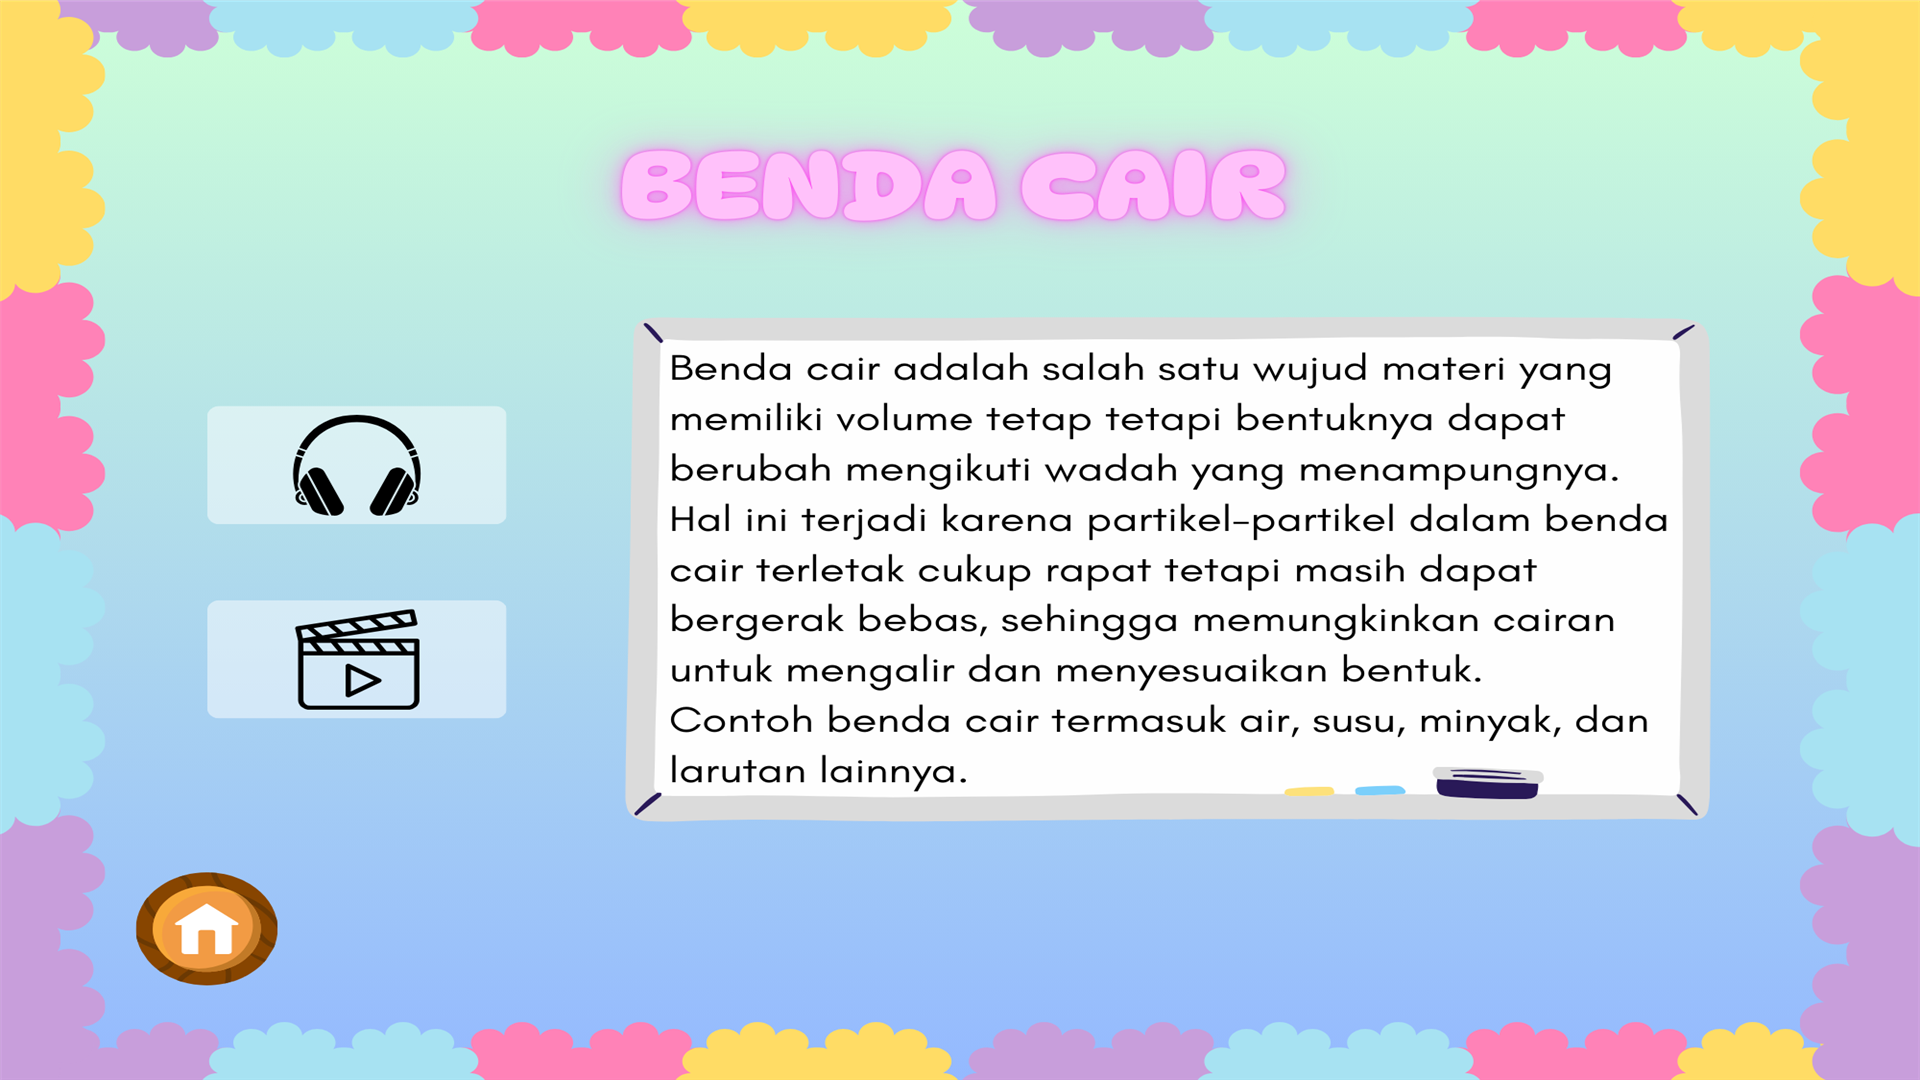 BENDA CAIR
Benda cair adalah salah satu wujud materi yang
memiliki volume tetap tetapi bentuknya dapat
berubah mengikuti wadah yang menampungnya.
Hal ini terjadi karena partikel-partikel dalam benda
cair terletak cukup rapat tetapi masih dapat
bergerak bebas, sehingga memungkinkan cairan
untuk mengalir dan menyesuaikan bentuk.
Contoh benda cair termasuk air, susu, minyak, dan
larutan lainnya.